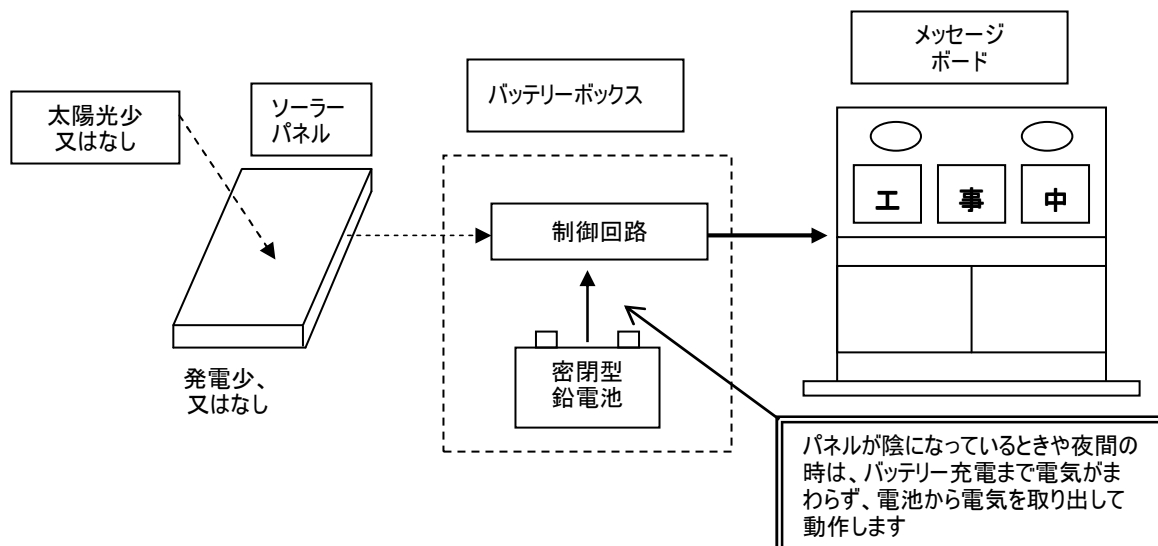 メッセージ
ボード
バッテリーボックス
ソーラー
パネル
太陽光少
又はなし
工 事 中
制御回路
密閉型
鉛電池
発電少、
又はなし
パネルが陰になっているときや夜間の
時は、バッテリー充電まで電気がま
わらず、電池から電気を取り出して
動作します